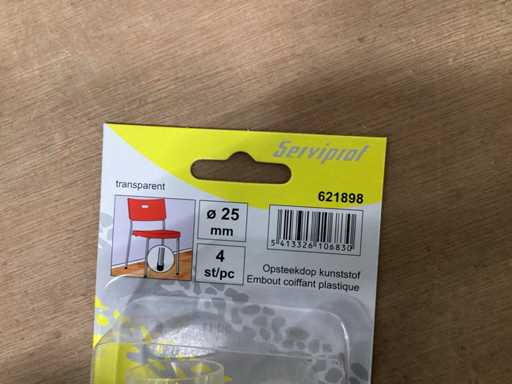 Serviprof
transparent
621898
ø 25
mm
4
st/pc
5 413326 106830
Opsteekdop kunststof
Embout coiffant plastique